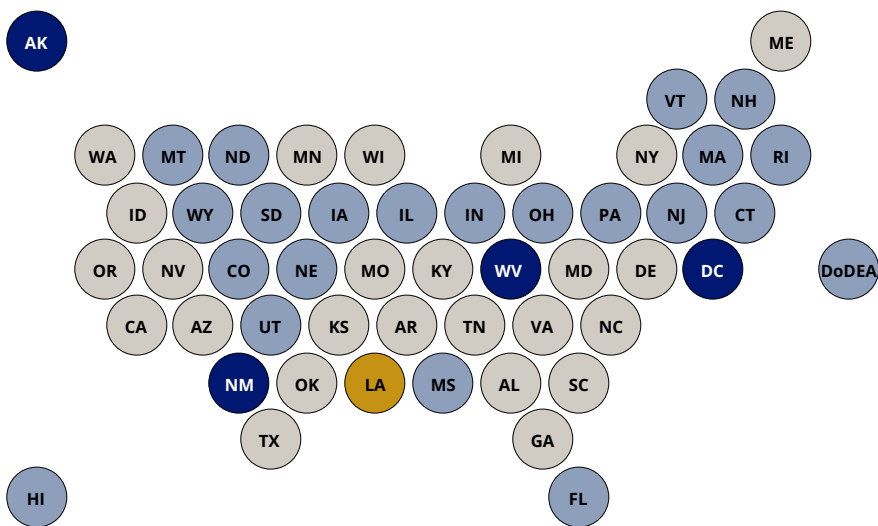 AK ME
VT NH
WA MT ND MN WI MI NY MA RI
ID WY SD IA IL IN OH PA NJ CT
OR NV CO NE MO KY WV MD DE DC DoDEA
CA AZ UT KS AR TN VA NC
NM OK LA MS AL SC
TX GA
HI FL